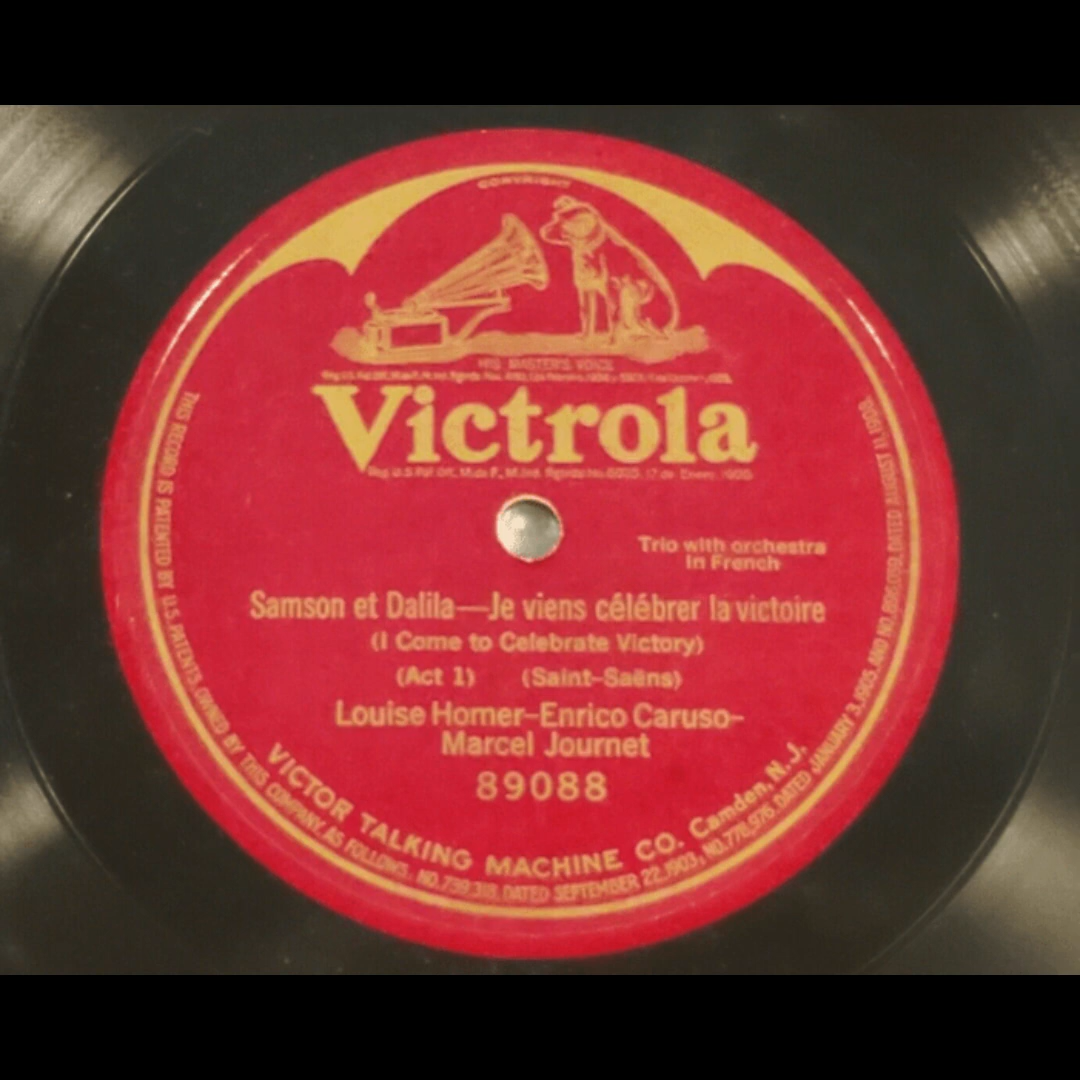 COPYRIGHT
HIS MASTER'S VOICE
Victrola
Trio with orchestra
In French
Samson et Dalila—Je viens célébrer la victoire
(I Come to Celebrate Victory)
(Act 1) (Saint-Saëns)
Louise Homer-Enrico Caruso-
Marcel Journet
89088
VICTOR TALKING MACHINE CO. Camden, N.J.
THIS RECORD IS PATENTED BY U.S. PATENTS, OWNED BY THIS COMPANY, AS FOLLOWS, NO. 739,318, DATED SEPTEMBER 22, 1903, NO. 778,976, DATED JANUARY 3, 1905, AND NO. DATED AUGUST 11, 1908.